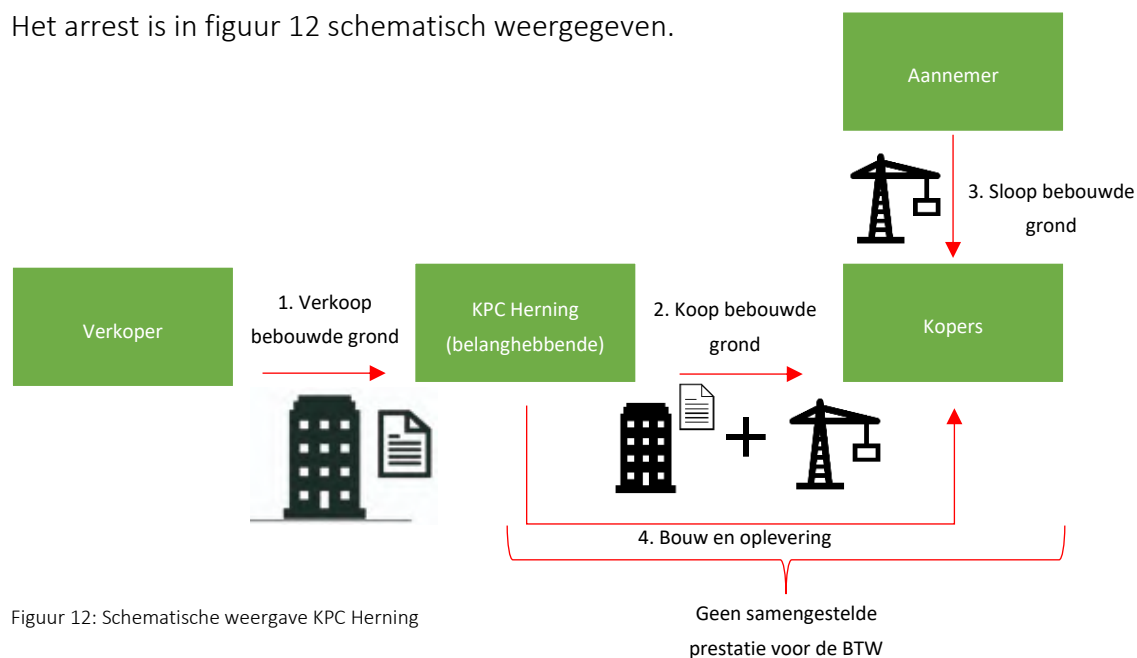 Het arrest is in figuur 12 schematisch weergegeven.
Aannemer
3. Sloop bebouwde
grond
Verkoper
1. Verkoop
bebouwde grond
KPC Herning
(belanghebbende)
2. Koop bebouwde
grond
Kopers
4. Bouw en oplevering
Geen samengestelde
prestatie voor de BTW
Figuur 12: Schematische weergave KPC Herning